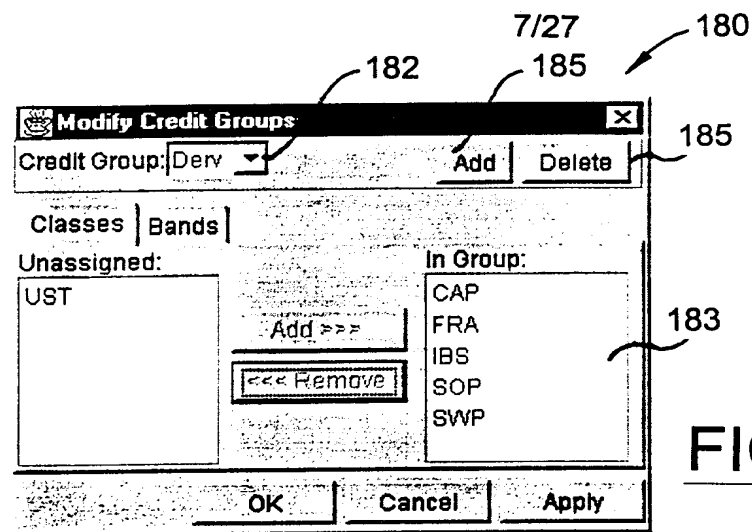 7/27
180
182
185
Modify Credit Groups
185
Credit Group: Derv
Add
Delete
Classes
Bands
Unassigned:
In Group:
UST
CAP
FRA
IBS
SOP
SWP
183
Add >>>
<<< Remove
OK
Cancel
Apply
FI